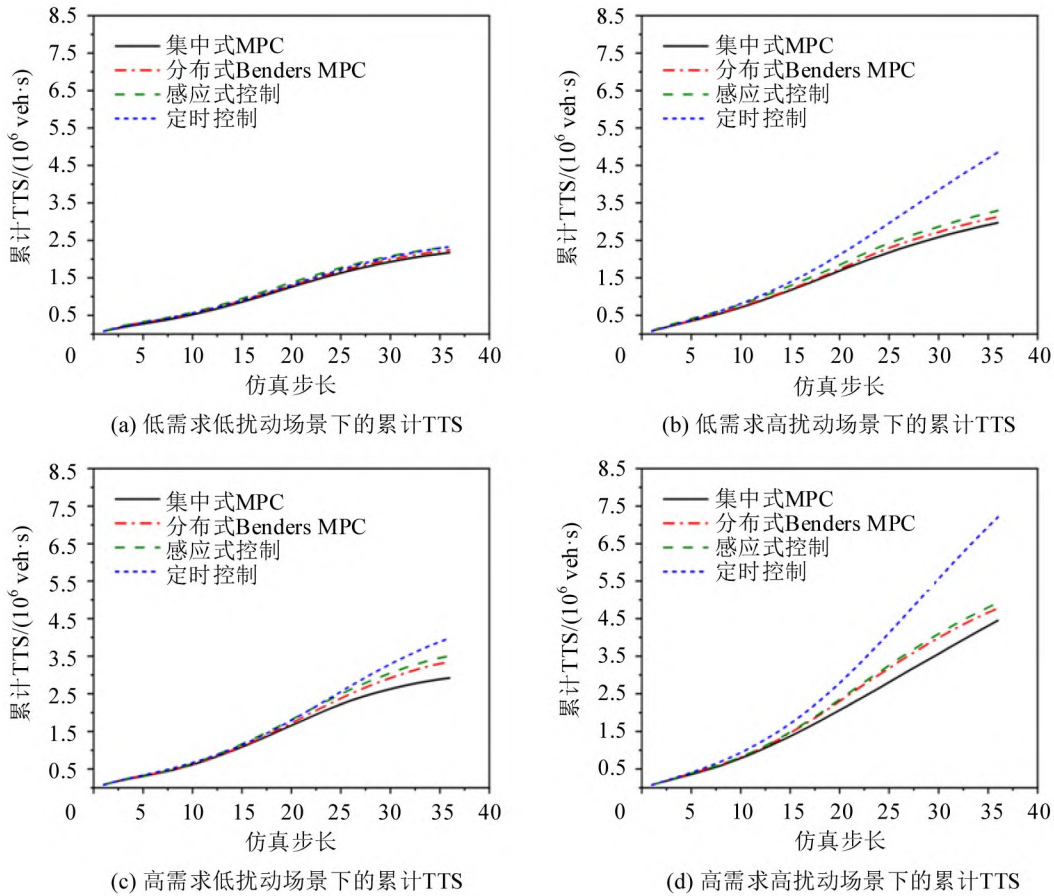 8.5
7.5
6.5
5.5
4.5
3.5
2.5
1.5
0.5
0
5 10 15 20 25 30 35 40
累计TTS/(10⁶ veh·s)
集中式MPC
分布式Benders MPC
感应式控制
定时控制
仿真步长
(a) 低需求低扰动场景下的累计TTS
8.5
7.5
6.5
5.5
4.5
3.5
2.5
1.5
0.5
0
5 10 15 20 25 30 35 40
累计TTS/(10⁶ veh·s)
集中式MPC
分布式Benders MPC
感应式控制
定时控制
仿真步长
(b) 低需求高扰动场景下的累计TTS
8.5
7.5
6.5
5.5
4.5
3.5
2.5
1.5
0.5
0
5 10 15 20 25 30 35 40
累计TTS/(10⁶ veh·s)
集中式MPC
分布式Benders MPC
感应式控制
定时控制
仿真步长
(c) 高需求低扰动场景下的累计TTS
8.5
7.5
6.5
5.5
4.5
3.5
2.5
1.5
0.5
0
5 10 15 20 25 30 35 40
累计TTS/(10⁶ veh·s)
集中式MPC
分布式Benders MPC
感应式控制
定时控制
仿真步长
(d) 高需求高扰动场景下的累计TTS